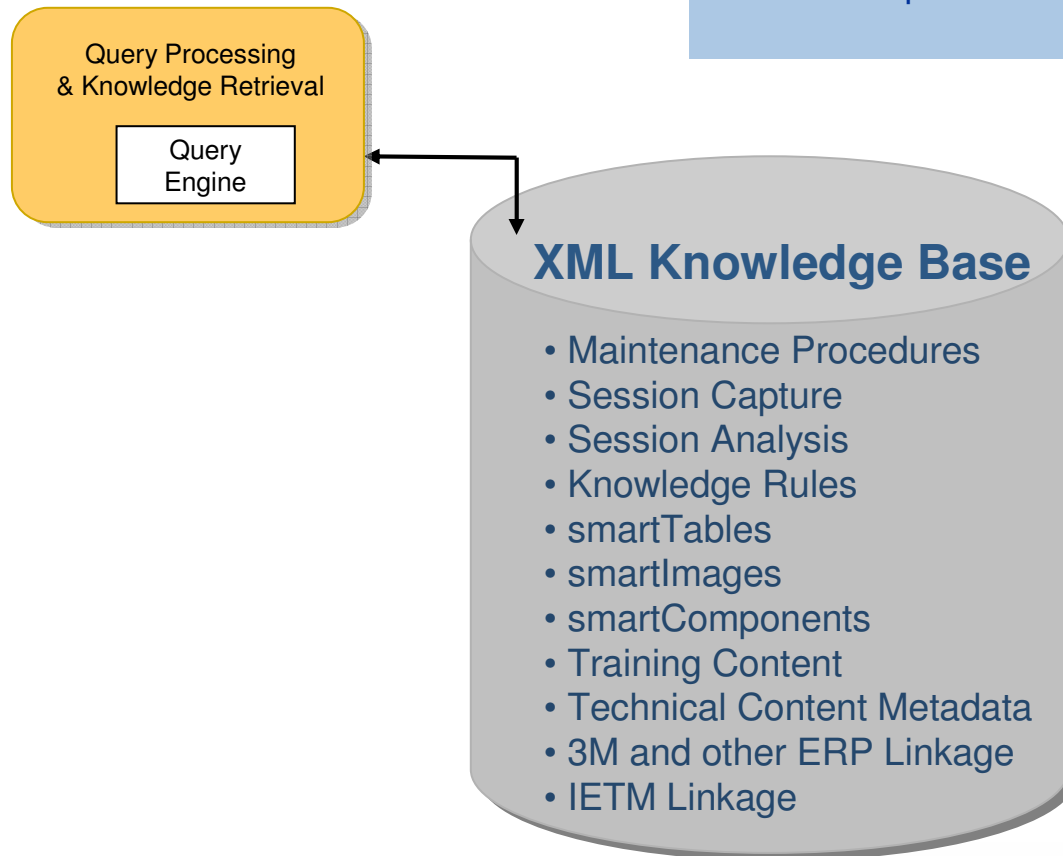 Query Processing
& Knowledge Retrieval
Query
Engine
XML Knowledge Base
• Maintenance Procedures
• Session Capture
• Session Analysis
• Knowledge Rules
• smartTables
• smartImages
• smartComponents
• Training Content
• Technical Content Metadata
• 3M and other ERP Linkage
• IETM Linkage